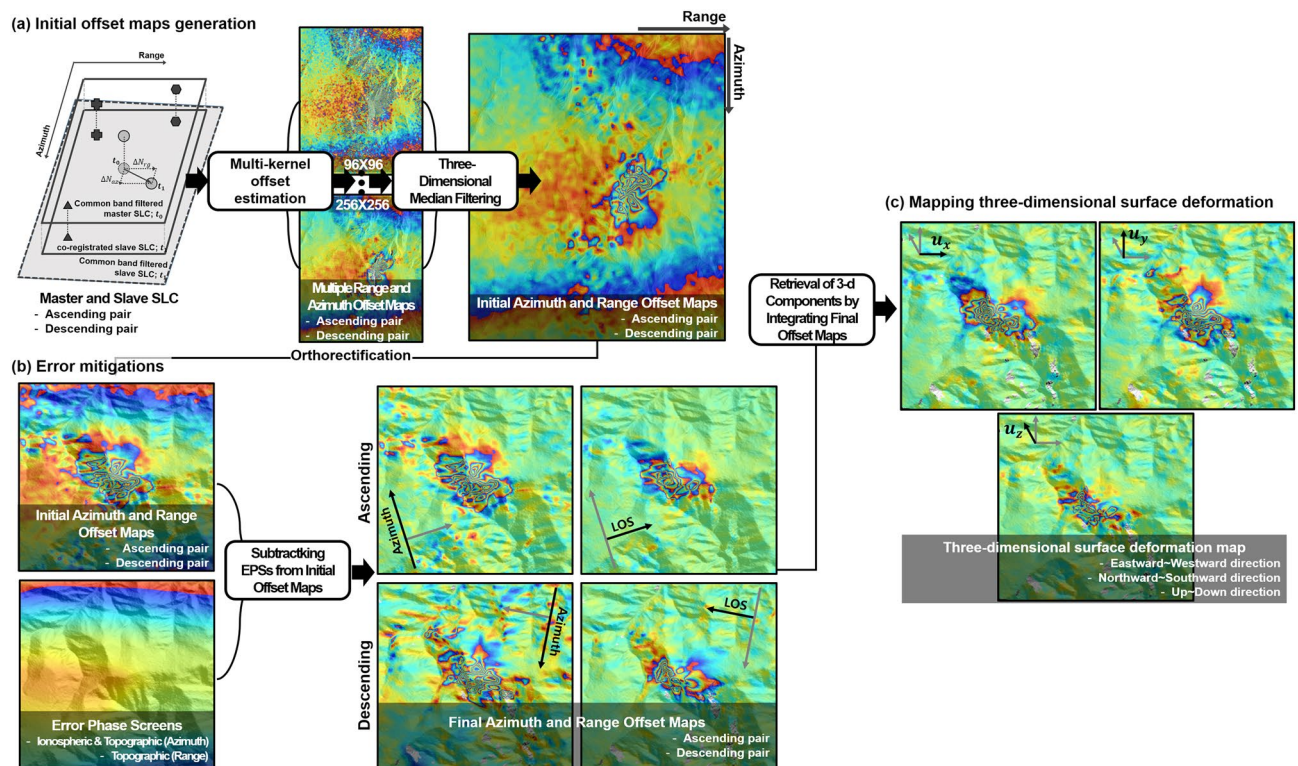 (a) Initial offset maps generation
Range
Azimuth
t₀
ΔN_rg
ΔN_az
t₁
Common band filtered
master SLC; t₀
co-registrated slave SLC; t
Common band filtered
slave SLC; t₁
Master and Slave SLC
- Ascending pair
- Descending pair
Multi-kernel
offset
estimation
96X96
256X256
Multiple Range and
Azimuth Offset Maps
- Ascending pair
- Descending pair
Three-
Dimensional
Median Filtering
Range
Azimuth
Initial Azimuth and Range Offset Maps
- Ascending pair
- Descending pair
Orthorectification
(b) Error mitigations
Initial Azimuth and Range
Offset Maps
- Ascending pair
- Descending pair
Error Phase Screens
- Ionospheric & Topographic (Azimuth)
- Topographic (Range)
Subtractking
EPSs from Initial
Offset Maps
Ascending
Azimuth
LOS
Descending
Azimuth
LOS
Final Azimuth and Range Offset Maps
- Ascending pair
- Descending pair
Retrieval of 3-d
Components by
Integrating Final
Offset Maps
(c) Mapping three-dimensional surface deformation
u_x
u_y
u_z
Three-dimensional surface deformation map
- Eastward~Westward direction
- Northward~Southward direction
- Up~Down direction